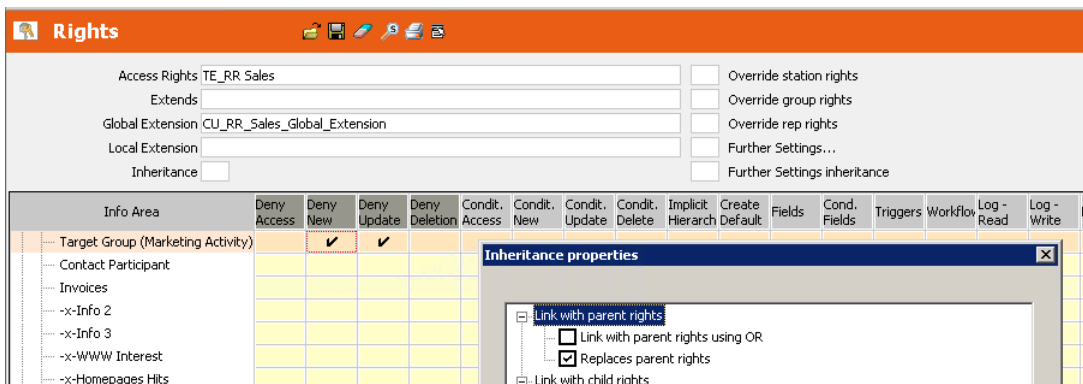 Rights
Access Rights TE_RR Sales
Override station rights
Extends
Override group rights
Global Extension CU_RR_Sales_Global_Extension
Override rep rights
Local Extension
Further Settings...
Inheritance
Further Settings inheritance
Info Area
Deny Access
Deny New
Deny Update
Deny Deletion
Condit. Access
Condit. New
Condit. Update
Condit. Delete
Implicit Hierarch
Create Default
Fields
Cond. Fields
Triggers
Workflov
Log - Read
Log - Write
Target Group (Marketing Activity)
Contact Participant
Invoices
-x-Info 2
-x-Info 3
-x-WWW Interest
-x-Homepages Hits
Inheritance properties
Link with parent rights
Link with parent rights using OR
Replaces parent rights
Link with child rights